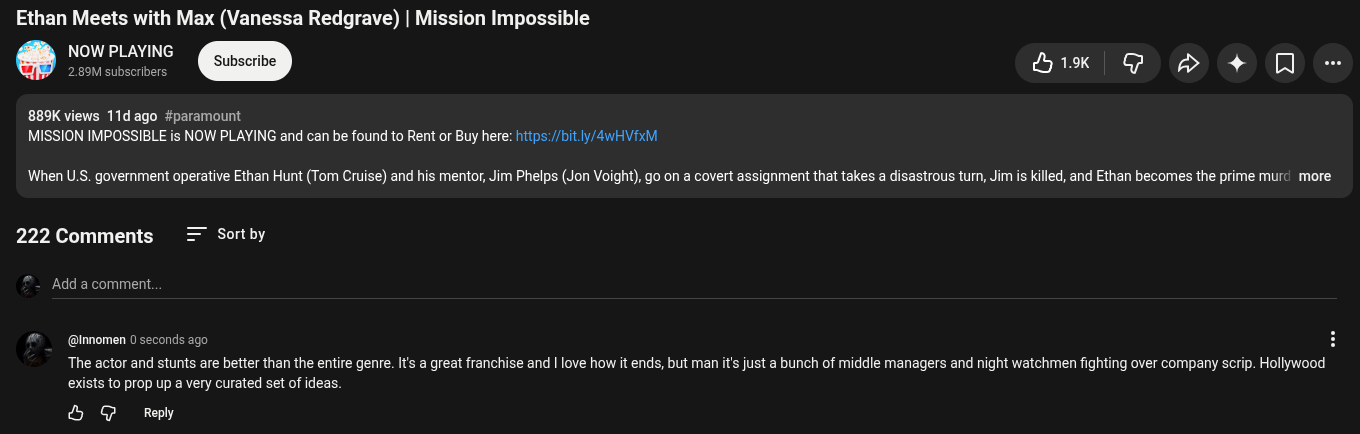 Ethan Meets with Max (Vanessa Redgrave) | Mission Impossible
NOW PLAYING
2.89M subscribers
Subscribe
1.9K
889K views 11d ago #paramount
MISSION IMPOSSIBLE is NOW PLAYING and can be found to Rent or Buy here: https://bit.ly/4wHVfxM
When U.S. government operative Ethan Hunt (Tom Cruise) and his mentor, Jim Phelps (Jon Voight), go on a covert assignment that takes a disastrous turn, Jim is killed, and Ethan becomes the prime murd more
222 Comments
Sort by
Add a comment...
@Innomen 0 seconds ago
The actor and stunts are better than the entire genre. It's a great franchise and I love how it ends, but man it's just a bunch of middle managers and night watchmen fighting over company scrip. Hollywood
exists to prop up a very curated set of ideas.
Reply